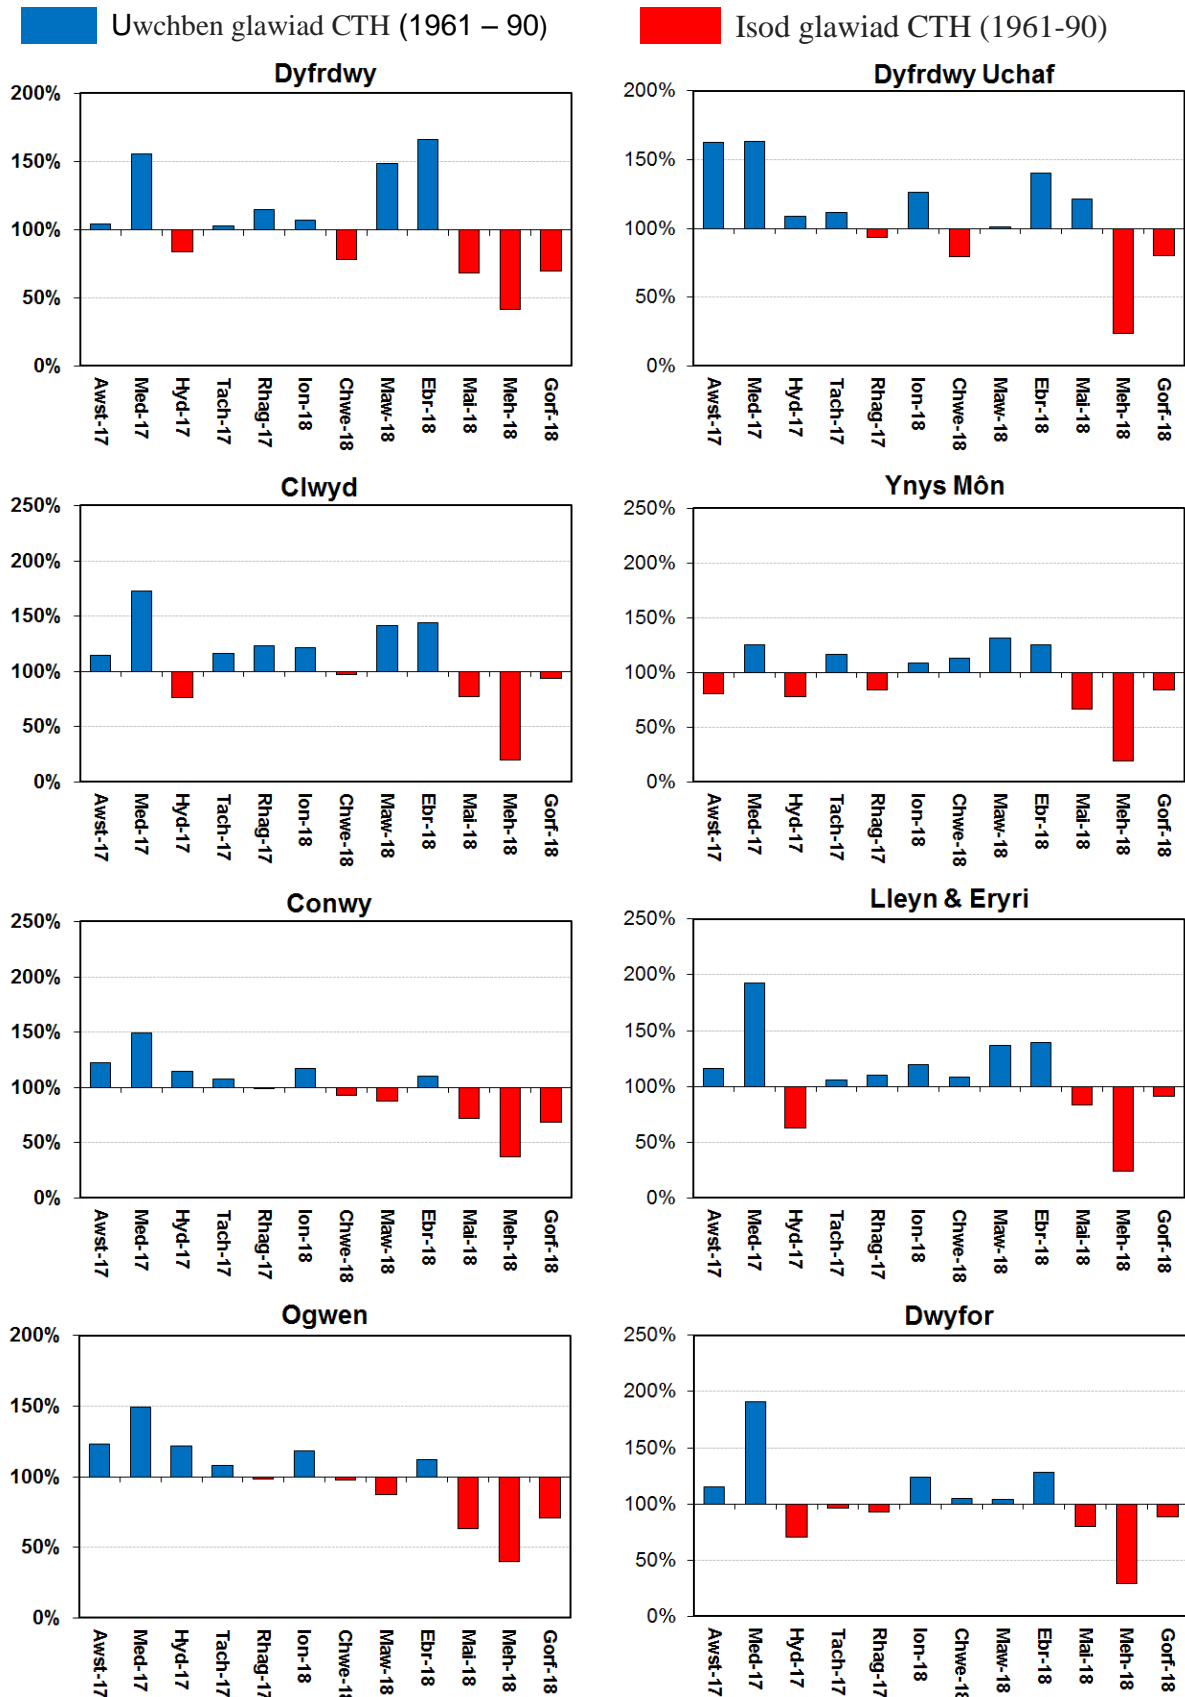 Uwchben glawiad CTH (1961 – 90)
Isod glawiad CTH (1961-90)
Dyfrdwy
200%
150%
100%
50%
0%
Awst-17 Med-17 Hyd-17 Tach-17 Rhag-17 Ion-18 Chwe-18 Maw-18 Ebr-18 Mai-18 Meh-18 Gorf-18
Dyfrdwy Uchaf
200%
150%
100%
50%
0%
Awst-17 Med-17 Hyd-17 Tach-17 Rhag-17 Ion-18 Chwe-18 Maw-18 Ebr-18 Mai-18 Meh-18 Gorf-18
Clwyd
250%
200%
150%
100%
50%
0%
Awst-17 Med-17 Hyd-17 Tach-17 Rhag-17 Ion-18 Chwe-18 Maw-18 Ebr-18 Mai-18 Meh-18 Gorf-18
Ynys Môn
250%
200%
150%
100%
50%
0%
Awst-17 Med-17 Hyd-17 Tach-17 Rhag-17 Ion-18 Chwe-18 Maw-18 Ebr-18 Mai-18 Meh-18 Gorf-18
Conwy
250%
200%
150%
100%
50%
0%
Awst-17 Med-17 Hyd-17 Tach-17 Rhag-17 Ion-18 Chwe-18 Maw-18 Ebr-18 Mai-18 Meh-18 Gorf-18
Lleyn & Eryri
250%
200%
150%
100%
50%
0%
Awst-17 Med-17 Hyd-17 Tach-17 Rhag-17 Ion-18 Chwe-18 Maw-18 Ebr-18 Mai-18 Meh-18 Gorf-18
Ogwen
200%
150%
100%
50%
0%
Awst-17 Med-17 Hyd-17 Tach-17 Rhag-17 Ion-18 Chwe-18 Maw-18 Ebr-18 Mai-18 Meh-18 Gorf-18
Dwyfor
250%
200%
150%
100%
50%
0%
Awst-17 Med-17 Hyd-17 Tach-17 Rhag-17 Ion-18 Chwe-18 Maw-18 Ebr-18 Mai-18 Meh-18 Gorf-18